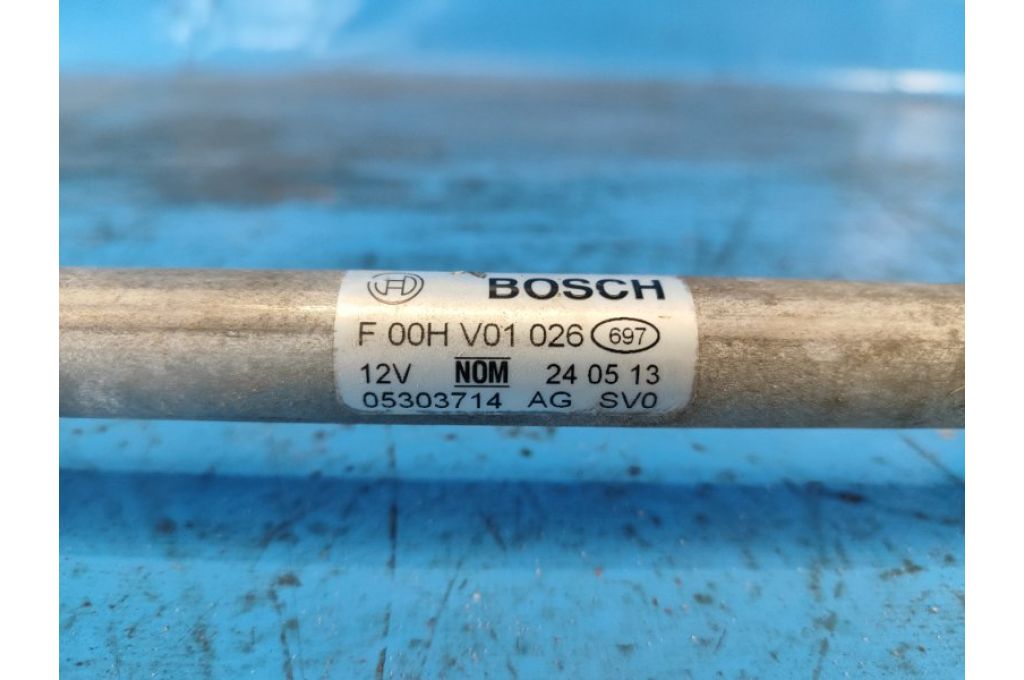 BOSCH
F 00H V01 026 697
12V NOM 24 05 13
05303714 AG SV0